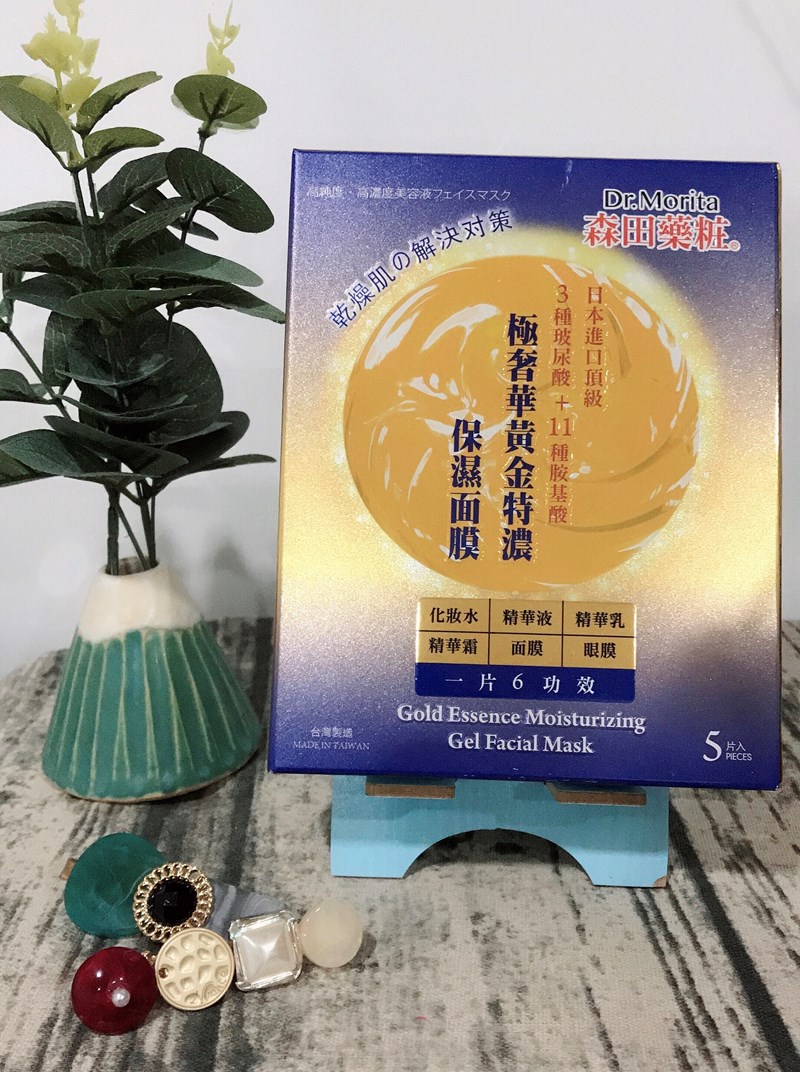 高純度・高濃度美容液フェイスマスク
乾燥肌の解決対策
Dr.Morita
森田藥粧®
日本進口頂級
3種玻尿酸+11種胺基酸
極奢華黃金特濃
保濕面膜
化妝水 精華液 精華乳
精華霜 面膜 眼膜
一片6功效
Gold Essence Moisturizing
Gel Facial Mask
台灣製造
MADE IN TAIWAN
5片入
PIECES